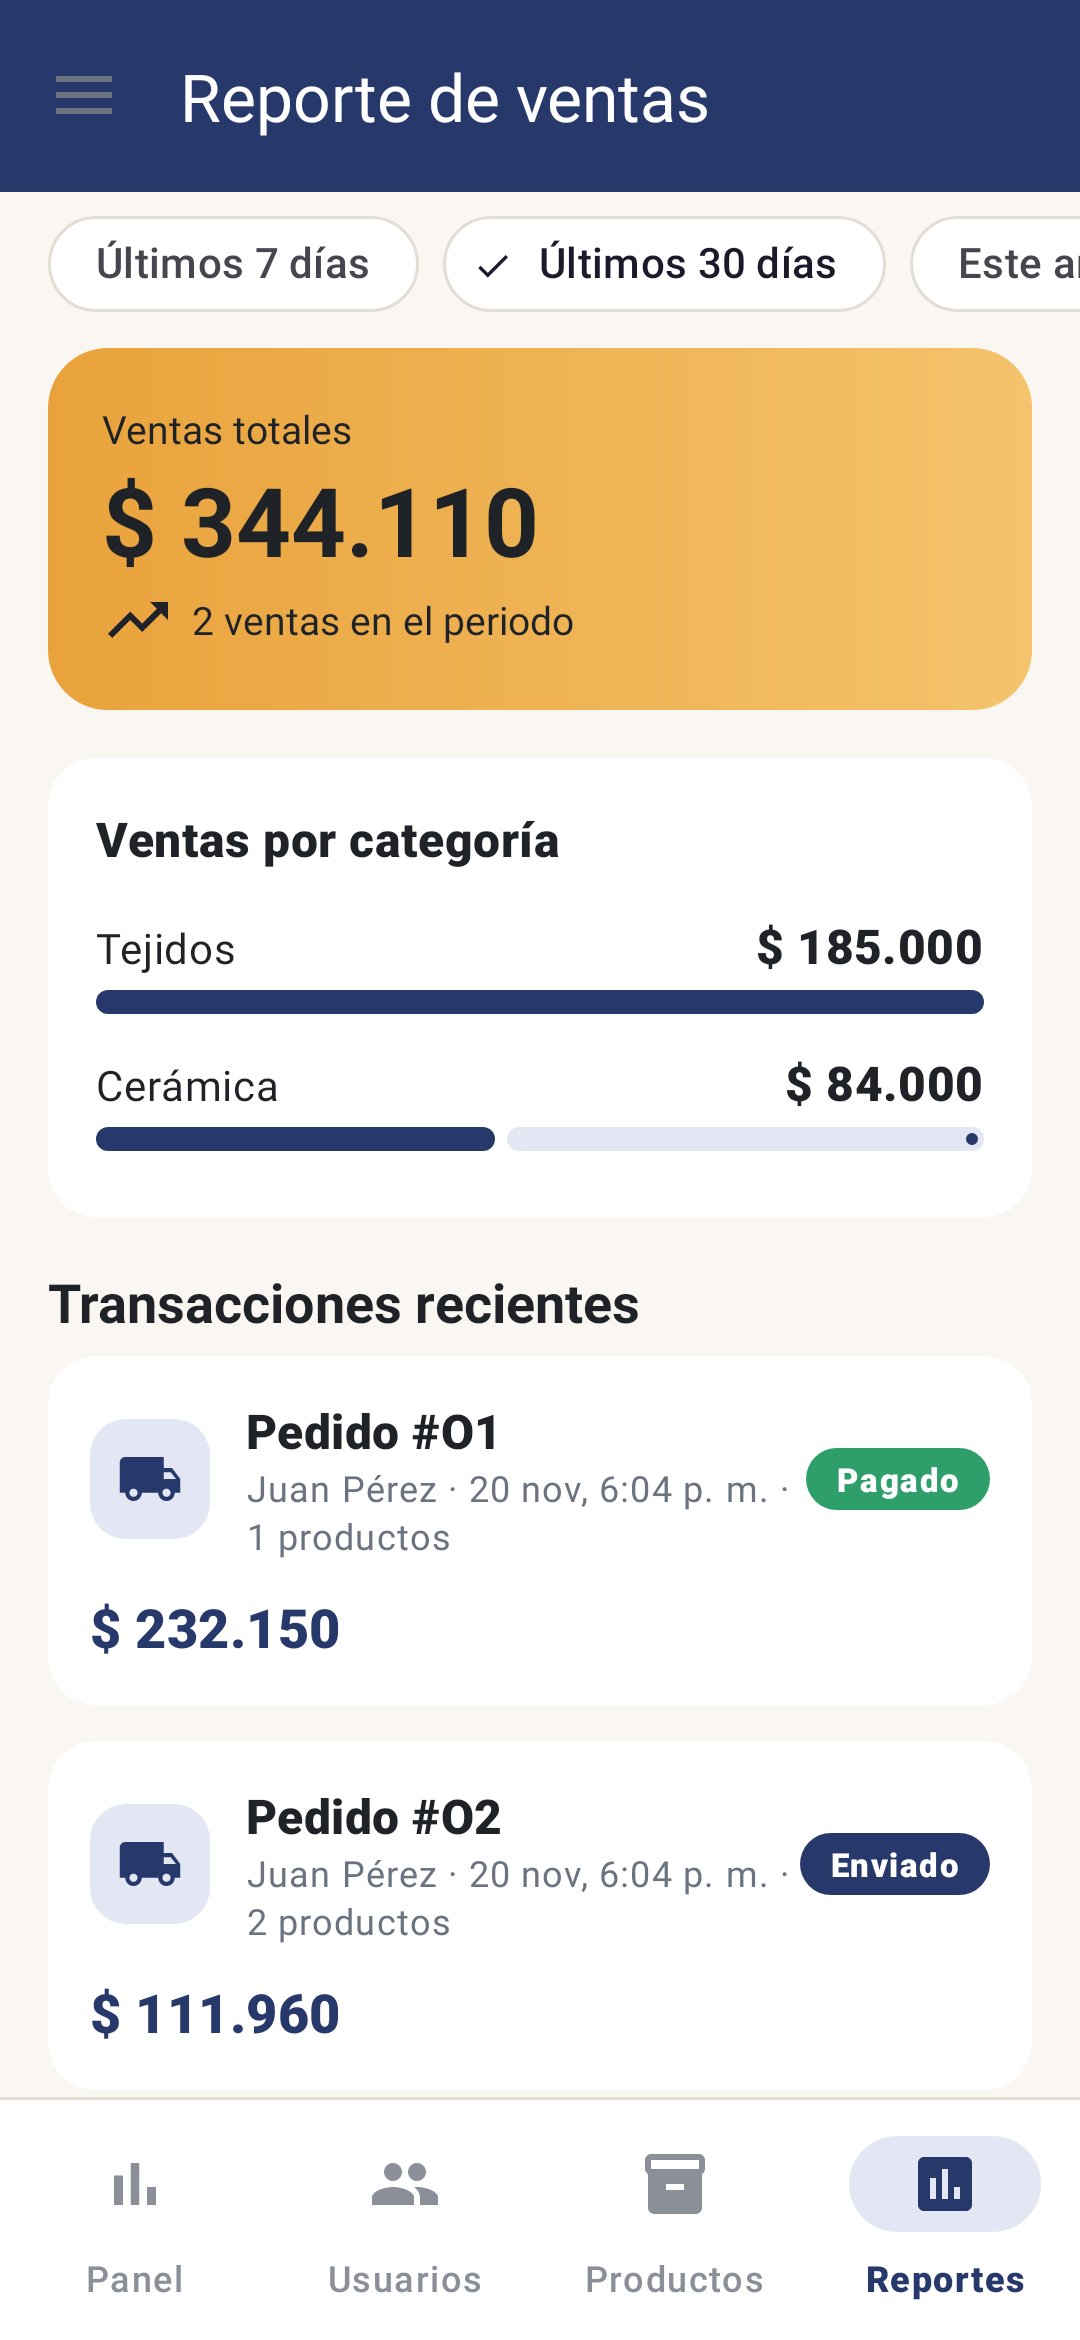 Reporte de ventas
Últimos 7 días
Últimos 30 días
Este a
Ventas totales
$ 344.110
2 ventas en el periodo
Ventas por categoría
Tejidos
$ 185.000
Cerámica
$ 84.000
Transacciones recientes
Pedido #O1
Juan Pérez · 20 nov, 6:04 p. m. ·
1 productos
Pagado
$ 232.150
Pedido #O2
Juan Pérez · 20 nov, 6:04 p. m. ·
2 productos
Enviado
$ 111.960
Panel
Usuarios
Productos
Reportes